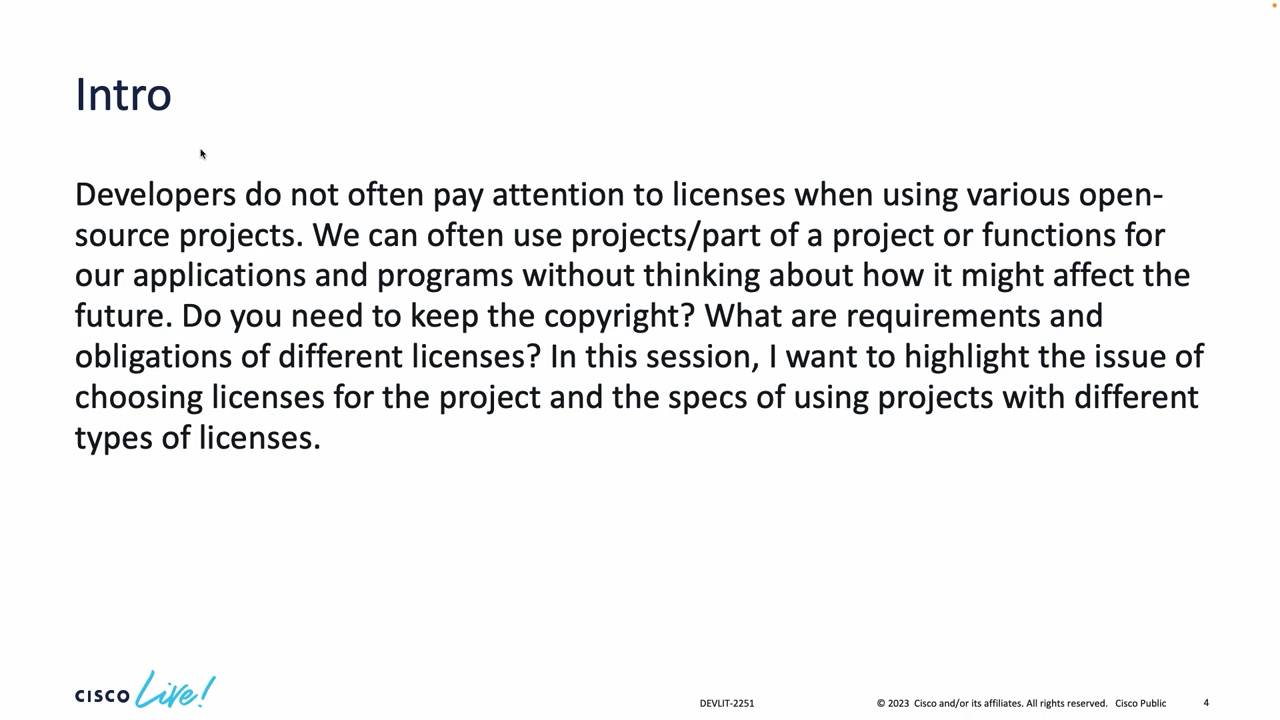 Intro
Developers do not often pay attention to licenses when using various open-
source projects. We can often use projects/part of a project or functions for
our applications and programs without thinking about how it might affect the
future. Do you need to keep the copyright? What are requirements and
obligations of different licenses? In this session, I want to highlight the issue of
choosing licenses for the project and the specs of using projects with different
types of licenses.
CISCO Live!
DEVLIT-2251
© 2023 Cisco and/or its affiliates. All rights reserved. Cisco Public
4